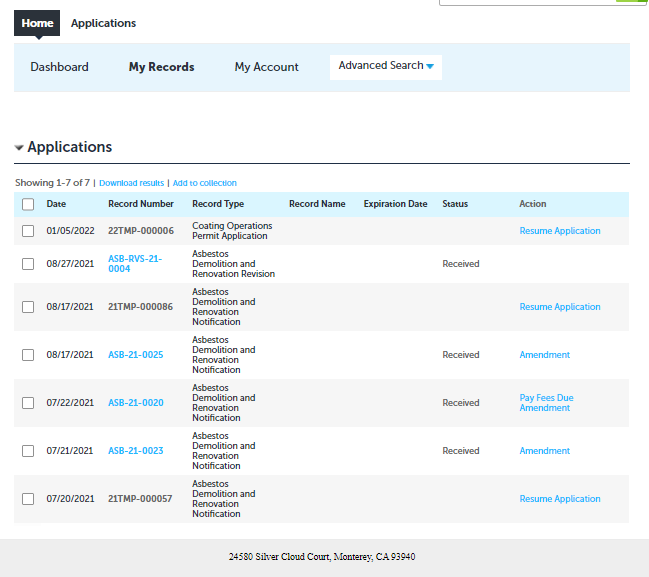 Home Applications
Dashboard My Records My Account Advanced Search
Applications
Showing 1-7 of 7 | Download results | Add to collection
Date Record Number Record Type Record Name Expiration Date Status Action
01/05/2022 22TMP-000006 Coating Operations Resume Application
Permit Application
08/27/2021 ASB-RVS-21- Asbestos Received
0004 Demolition and
Renovation Revision
08/17/2021 21TMP-000086 Asbestos Resume Application
Demolition and
Renovation
Notification
08/17/2021 ASB-21-0025 Asbestos Received Amendment
Demolition and
Renovation
Notification
07/22/2021 ASB-21-0020 Asbestos Received Pay Fees Due
Demolition and Amendment
Renovation
Notification
07/21/2021 ASB-21-0023 Asbestos Received Amendment
Demolition and
Renovation
Notification
07/20/2021 21TMP-000057 Asbestos Resume Application
Demolition and
Renovation
Notification
24580 Silver Cloud Court, Monterey, CA 93940